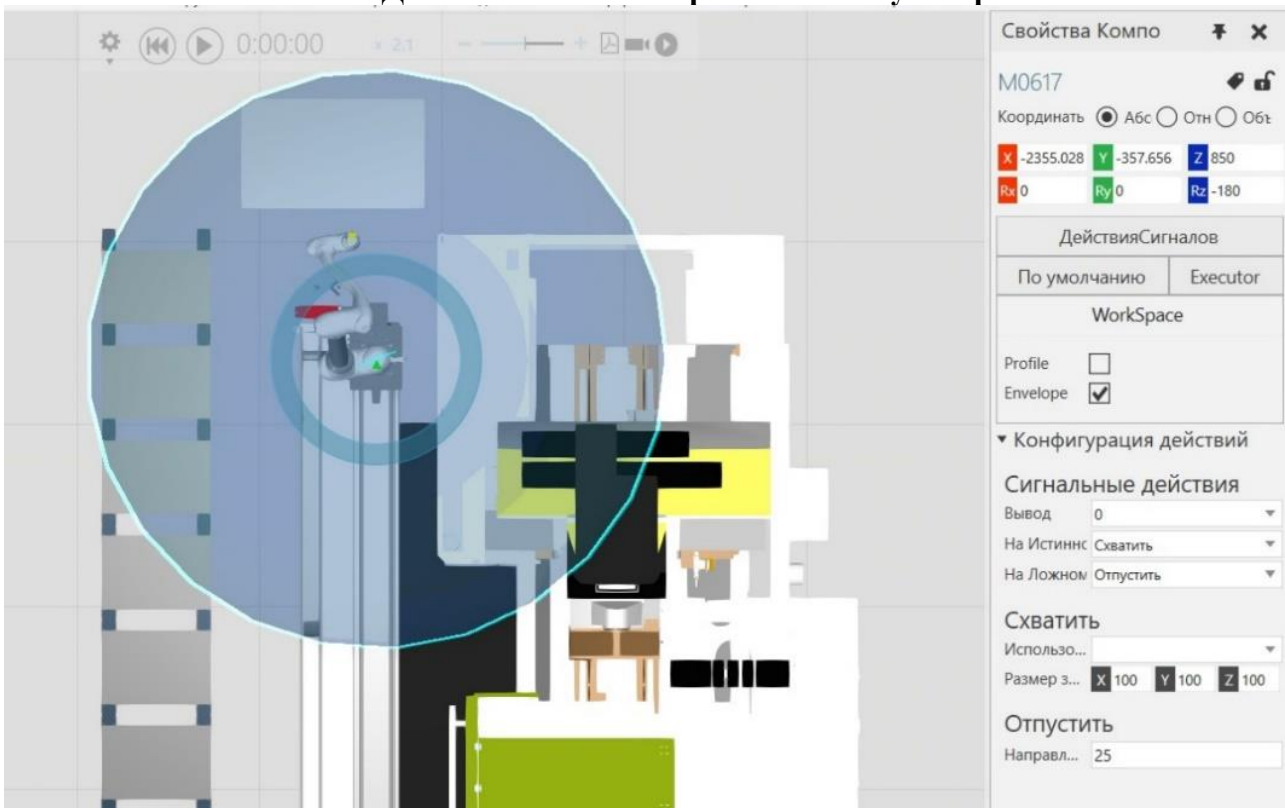 Свойства Компо
0:00:00 x 2.1
M0617
Координать Абс Отн Объ
X -2355.028 Y -357.656 Z 850
Rx 0 Ry 0 Rz -180
ДействияСигналов
По умолчанию Executor
WorkSpace
Profile
Envelope
Конфигурация действий
Сигнальные действия
Вывод 0
На Истиннс Схватить
На Ложном Отпустить
Схватить
Использо...
Размер з... X 100 Y 100 Z 100
Отпустить
Направл... 25